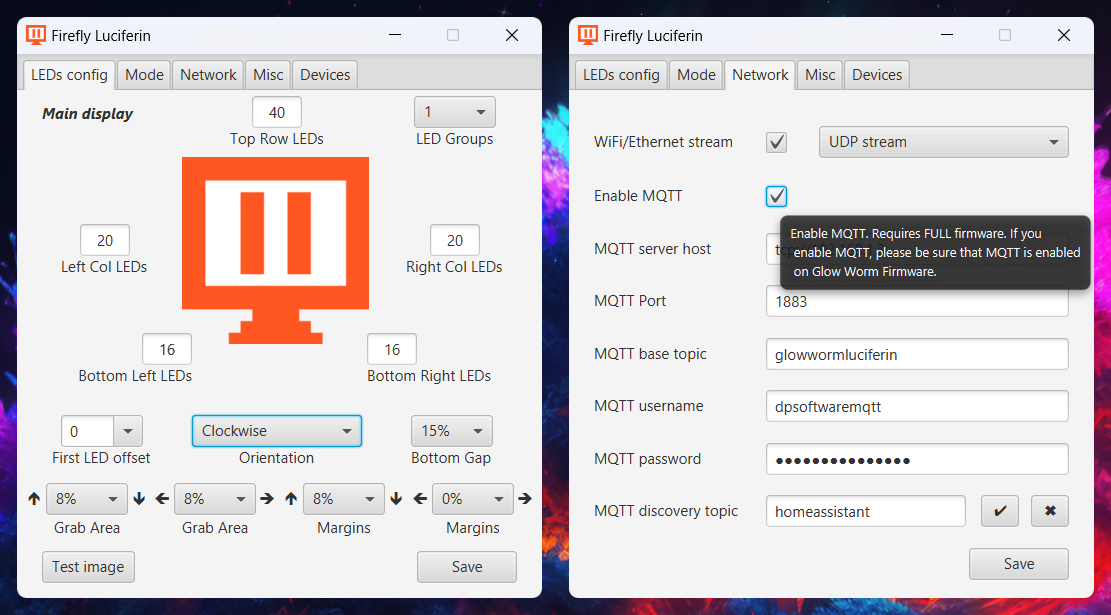 Firefly Luciferin
LEDs config Mode Network Misc Devices
Main display
40
Top Row LEDs
1
LED Groups
20
Left Col LEDs
20
Right Col LEDs
16
Bottom Left LEDs
16
Bottom Right LEDs
0
First LED offset
Clockwise
Orientation
15%
Bottom Gap
8%
Grab Area
8%
Grab Area
8%
Margins
0%
Margins
Test image
Save
Firefly Luciferin
LEDs config Mode Network Misc Devices
WiFi/Ethernet stream
UDP stream
Enable MQTT
Enable MQTT. Requires FULL firmware. If you
enable MQTT, please be sure that MQTT is enabled
on Glow Worm Firmware.
MQTT server host
MQTT Port
1883
MQTT base topic
glowwormluciferin
MQTT username
dpsoftwaremqtt
MQTT password
●●●●●●●●●●●●●●●
MQTT discovery topic
homeassistant
Save